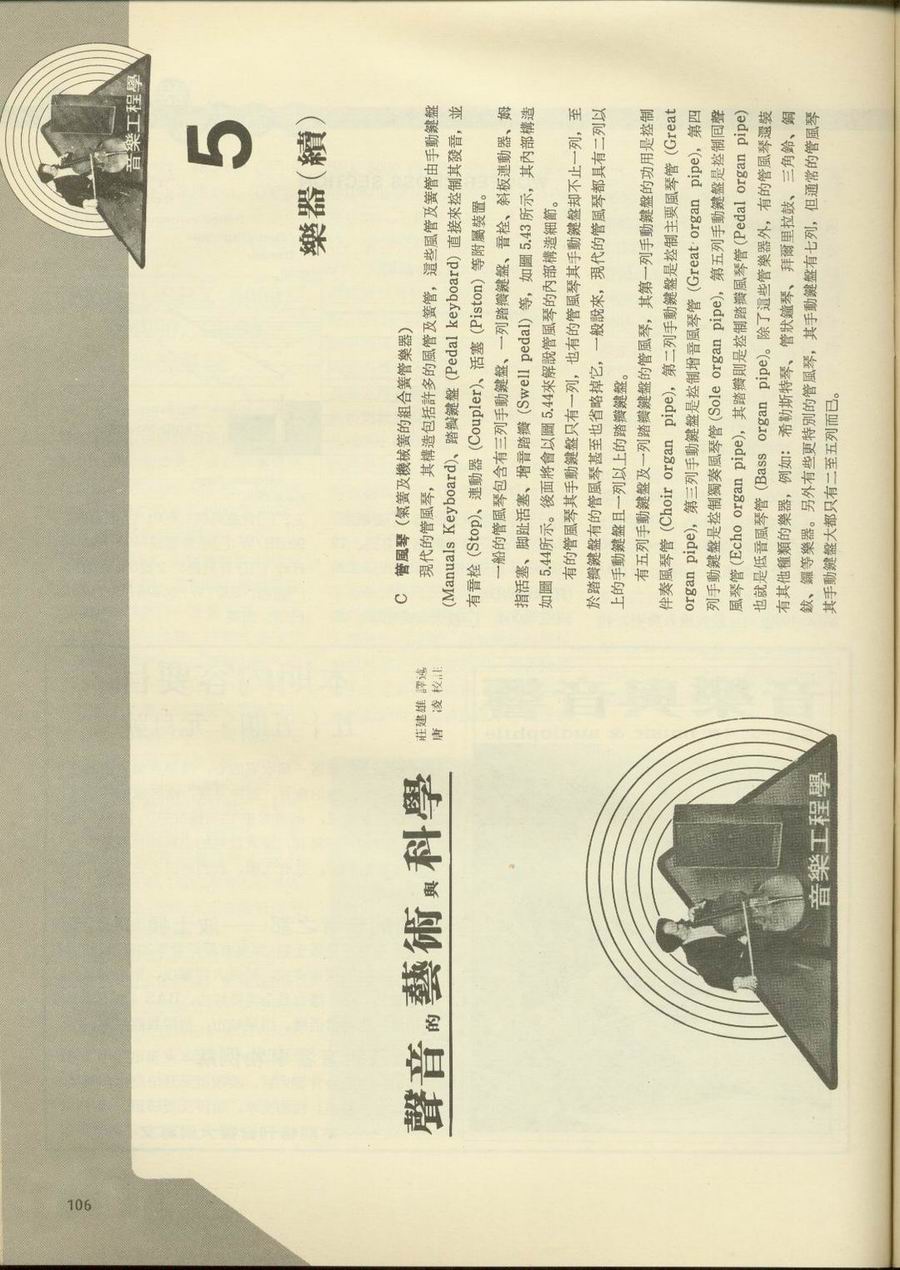 音樂工程學
5
樂器(續)
聲音的藝術與科學
莊建雄 譯述
唐 凌 校註
音樂工程學
C 管風琴(氣簧及機械簧的組合簧管樂器)
現代的管風琴,其構造包括許多的風管及簧管,這些風管及簧管由手動鍵盤
(Manuals Keyboard)、踏瓣鍵盤 (Pedal keyboard) 直接來控制其發音,並
有音栓 (Stop)、連動器 (Coupler)、活塞 (Piston) 等附屬裝置。
一般的管風琴包含有三列手動鍵盤、一列踏瓣鍵盤、音栓、斜板連動器、姆
指活塞、脚趾活塞、增音踏瓣 (Swell pedal) 等,如圖 5.43 所示,其內部構造
如圖 5.44所示。後面將會以圖 5.44來解說管風琴的內部構造細節。
有的管風琴其手動鍵盤只有一列,也有的管風琴其手動鍵盤却不止一列,至
於踏瓣鍵盤有的管風琴甚至也省略掉它,一般說來,現代的管風琴都具有二列以
上的手動鍵盤且一列以上的踏瓣鍵盤。
有五列手動鍵盤及一列踏瓣鍵盤的管風琴,其第一列手動鍵盤的功用是控制
伴奏風琴管 (Choir organ pipe),第二列手動鍵盤是控制主要風琴管 (Great
organ pipe),第三列手動鍵盤是控制增音風琴管 (Great organ pipe),第四
列手動鍵盤是控制獨奏風琴管 (Sole organ pipe),第五列手動鍵盤是控制回聲
風琴管 (Echo organ pipe),其踏瓣則是控制踏瓣風琴管 (Pedal organ pipe)
也就是低音風琴管 (Bass organ pipe)。除了這些管樂器外,有的管風琴還裝
有其他種類的樂器,例如:希勒斯特琴、管狀鐘琴、拜爾里拉鼓、三角鈴、銅
鈸、鑼等樂器。另外有些更特別的管風琴,其手動鍵盤有七列,但通常的管風琴
其手動鍵盤大都只有二至五列而已。
106